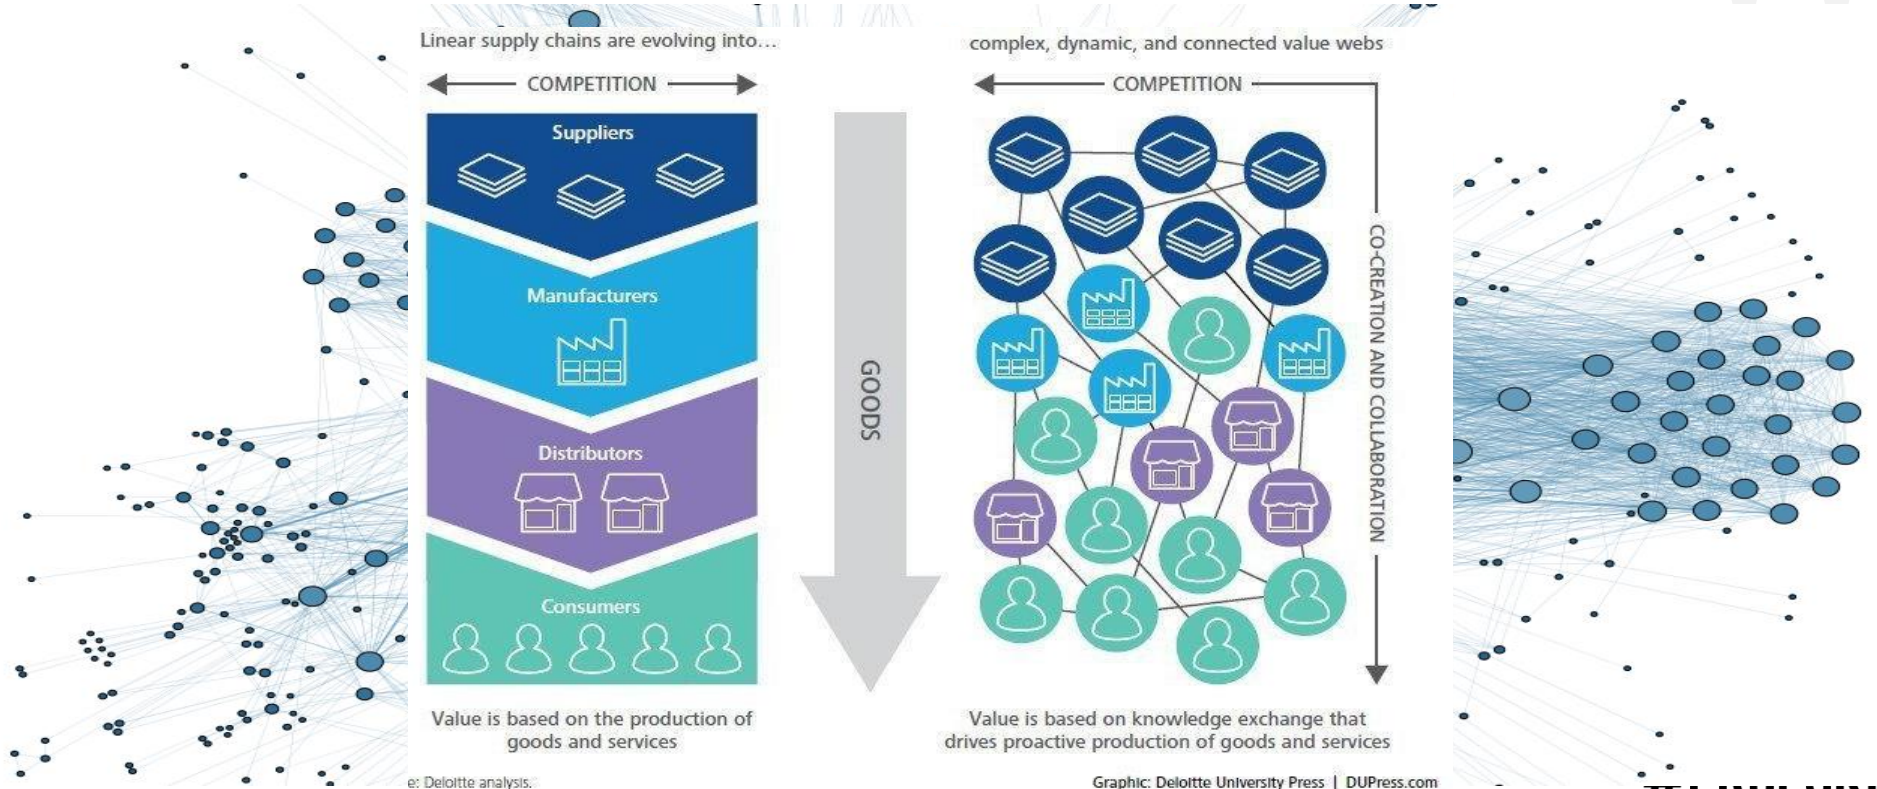 Linear supply chains are evolving into...
complex, dynamic, and connected value webs
COMPETITION
COMPETITION
Suppliers
Manufacturers
Distributors
Consumers
GOODS
CO-CREATION AND COLLABORATION
Value is based on the production of
goods and services
Value is based on knowledge exchange that
drives proactive production of goods and services
e: Deloitte analysis.
Graphic: Deloitte University Press | DUPress.com